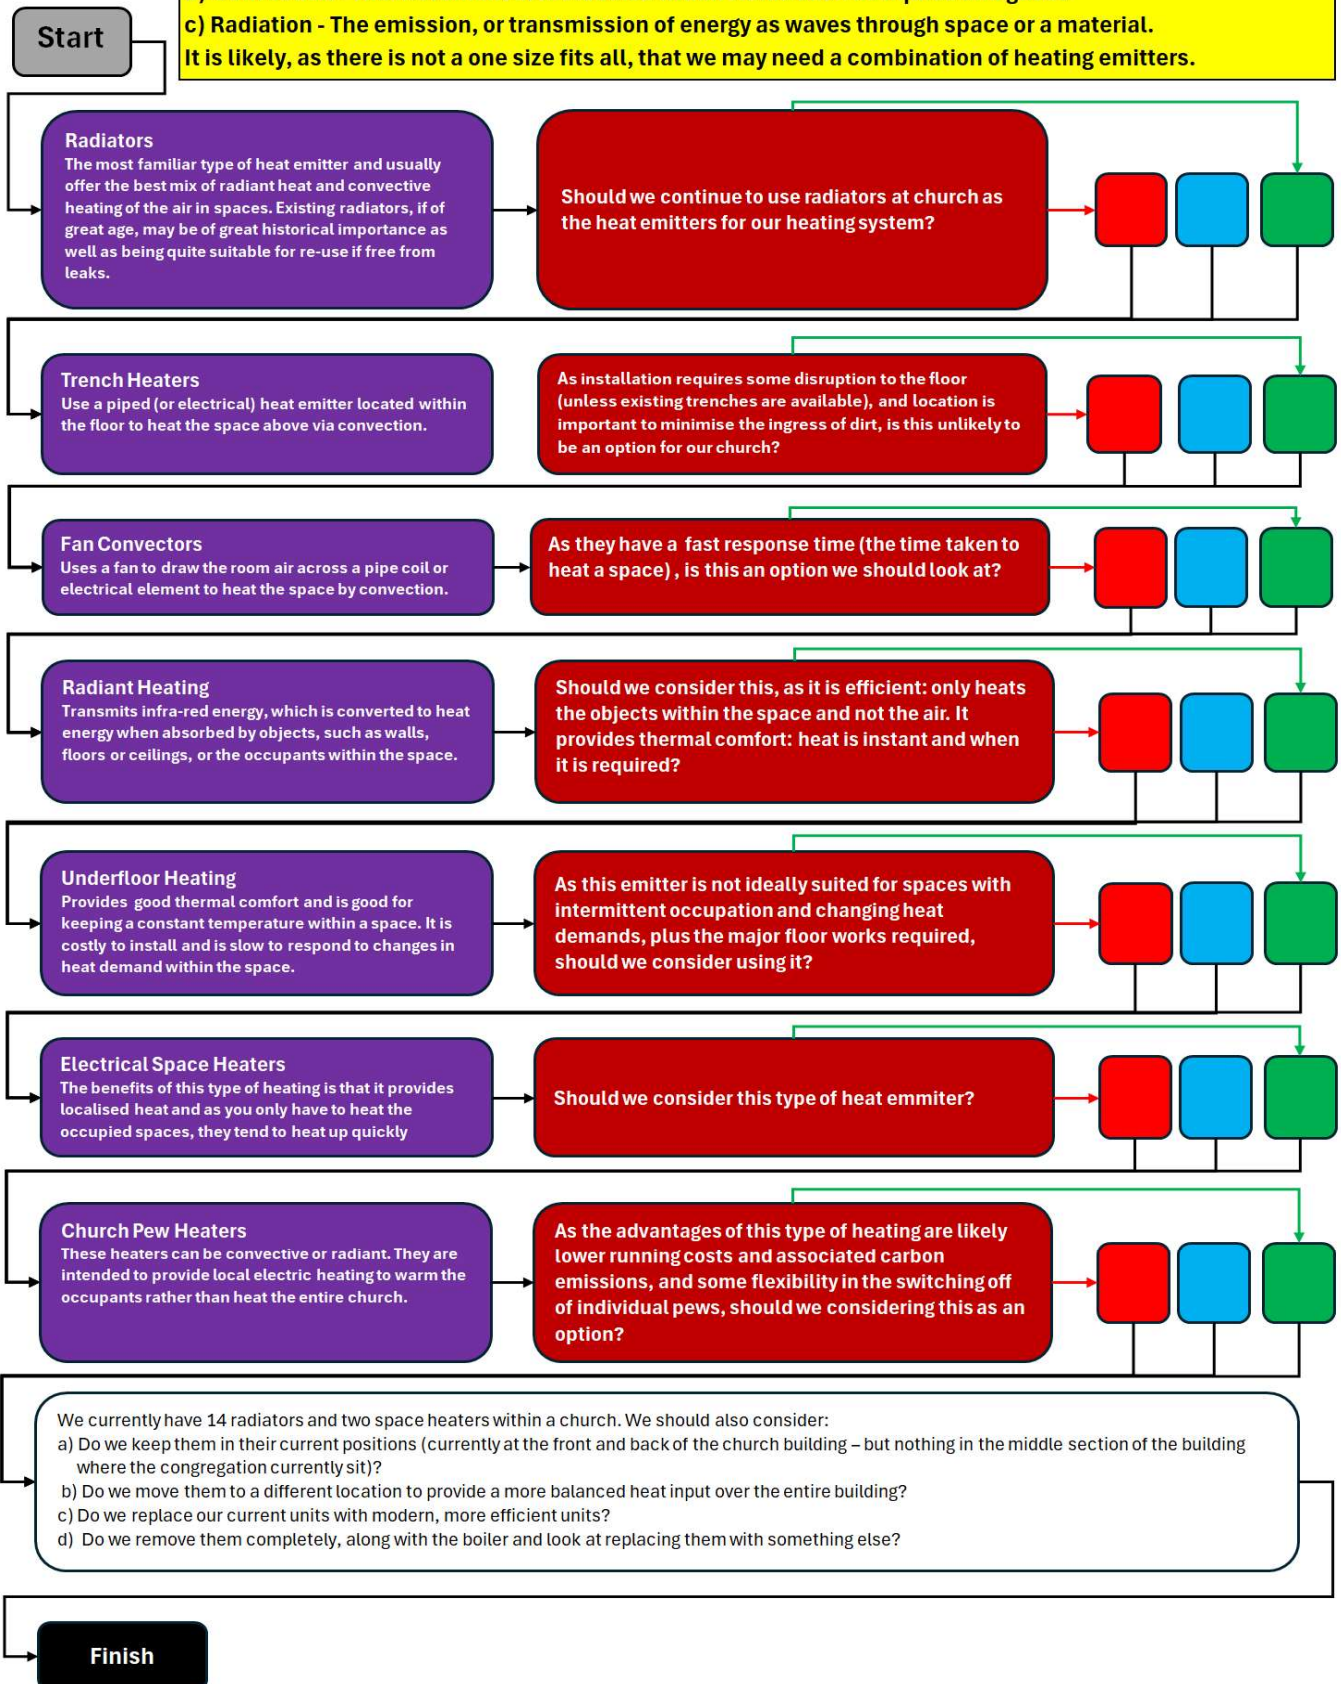 Start
c) Radiation - The emission, or transmission of energy as waves through space or a material.
It is likely, as there is not a one size fits all, that we may need a combination of heating emitters.
Radiators
The most familiar type of heat emitter and usually
offer the best mix of radiant heat and convective
heating of the air in spaces. Existing radiators, if of
great age, may be of great historical importance as
well as being quite suitable for re-use if free from
leaks.
Should we continue to use radiators at church as
the heat emitters for our heating system?
Trench Heaters
Use a piped (or electrical) heat emitter located within
the floor to heat the space above via convection.
As installation requires some disruption to the floor
(unless existing trenches are available), and location is
important to minimise the ingress of dirt, is this unlikely to
be an option for our church?
Fan Convectors
Uses a fan to draw the room air across a pipe coil or
electrical element to heat the space by convection.
As they have a fast response time (the time taken to
heat a space) , is this an option we should look at?
Radiant Heating
Transmits infra-red energy, which is converted to heat
energy when absorbed by objects, such as walls,
floors or ceilings, or the occupants within the space.
Should we consider this, as it is efficient: only heats
the objects within the space and not the air. It
provides thermal comfort: heat is instant and when
it is required?
Underfloor Heating
Provides good thermal comfort and is good for
keeping a constant temperature within a space. It is
costly to install and is slow to respond to changes in
heat demand within the space.
As this emitter is not ideally suited for spaces with
intermittent occupation and changing heat
demands, plus the major floor works required,
should we consider using it?
Electrical Space Heaters
The benefits of this type of heating is that it provides
localised heat and as you only have to heat the
occupied spaces, they tend to heat up quickly
Should we consider this type of heat emmiter?
Church Pew Heaters
These heaters can be convective or radiant. They are
intended to provide local electric heating to warm the
occupants rather than heat the entire church.
As the advantages of this type of heating are likely
lower running costs and associated carbon
emissions, and some flexibility in the switching off
of individual pews, should we considering this as an
option?
We currently have 14 radiators and two space heaters within a church. We should also consider:
a) Do we keep them in their current positions (currently at the front and back of the church building – but nothing in the middle section of the building
where the congregation currently sit)?
b) Do we move them to a different location to provide a more balanced heat input over the entire building?
c) Do we replace our current units with modern, more efficient units?
d) Do we remove them completely, along with the boiler and look at replacing them with something else?
Finish